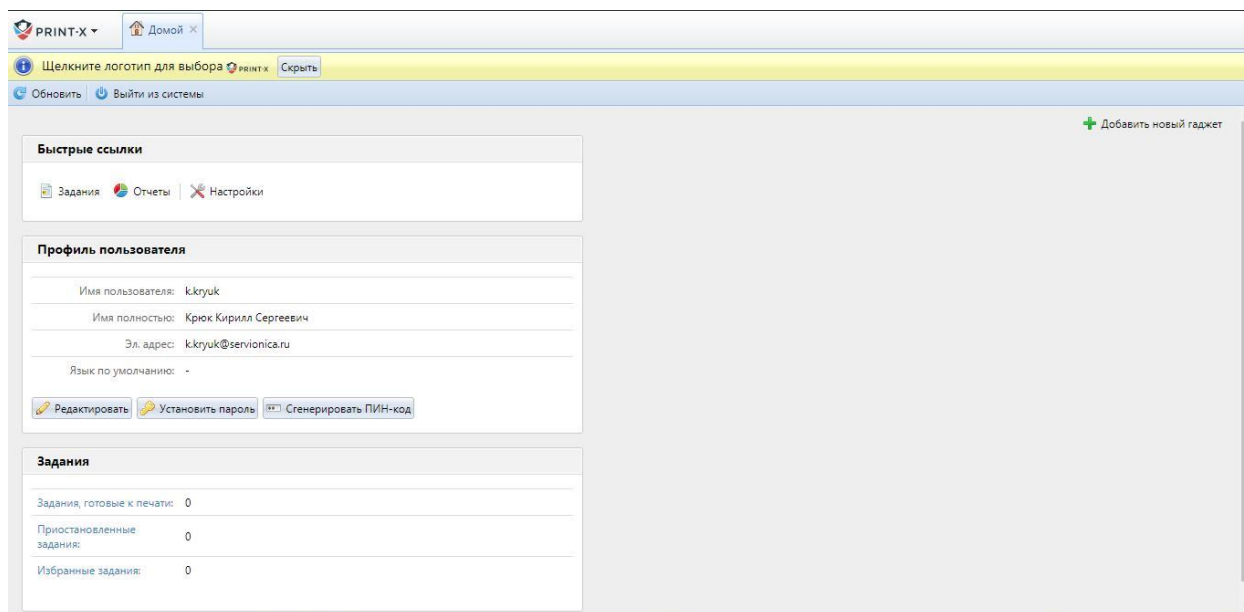 PRINT·X Домой
Щелкните логотип для выбора PRINT·X Скрыть
Обновить Выйти из системы
Добавить новый гаджет
Быстрые ссылки
Задания Отчеты Настройки
Профиль пользователя
Имя пользователя: k.kryuk
Имя полностью: Крюк Кирилл Сергеевич
Эл. адрес: k.kryuk@servionica.ru
Язык по умолчанию: -
Редактировать Установить пароль Сгенерировать ПИН-код
Задания
Задания, готовые к печати: 0
Приостановленные
задания: 0
Избранные задания: 0